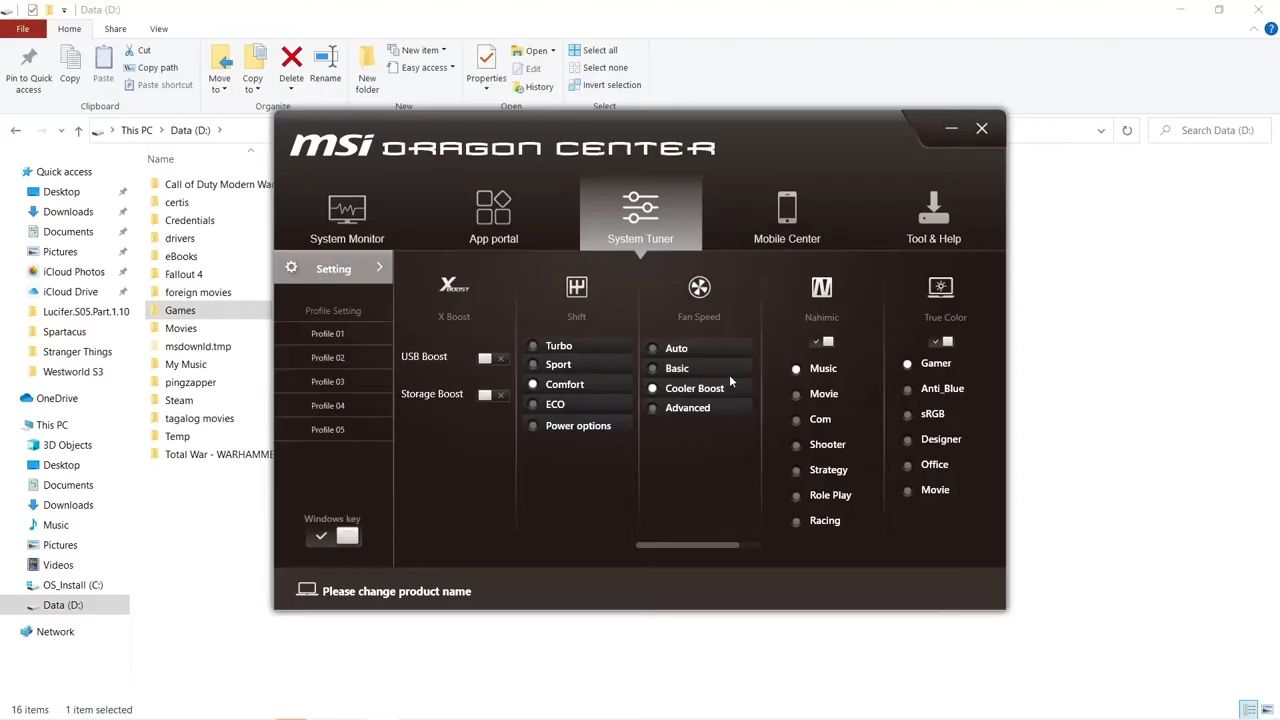 Data (D:)
File
Home
Share
View
Pin to Quick access
Copy
Paste
Cut
Copy path
Paste shortcut
Clipboard
Move to
Copy to
Delete
Rename
Organize
New folder
New item
Easy access
New
Properties
Open
Edit
History
Open
Select all
Select none
Invert selection
Select
This PC
Data (D:)
Search Data (D:)
Quick access
Desktop
Downloads
Documents
Pictures
iCloud Photos
iCloud Drive
Lucifer.S05.Part.1.10
Spartacus
Stranger Things
Westworld S3
OneDrive
This PC
3D Objects
Desktop
Documents
Downloads
Music
Pictures
Videos
OS_Install (C:)
Data (D:)
Network
Name
Call of Duty Modern War
certis
Credentials
drivers
eBooks
Fallout 4
foreign movies
Games
Movies
msdownld.tmp
My Music
pingzapper
Steam
tagalog movies
Temp
Total War - WARHAMME
msi DRAGON CENTER
System Monitor
App portal
System Tuner
Mobile Center
Tool & Help
Setting
Profile Setting
Profile 01
Profile 02
Profile 03
Profile 04
Profile 05
Windows key
XBOOST
X Boost
USB Boost
Storage Boost
Shift
Turbo
Sport
Comfort
ECO
Power options
Fan Speed
Auto
Basic
Cooler Boost
Advanced
Nahimic
Music
Movie
Com
Shooter
Strategy
Role Play
Racing
True Color
Gamer
Anti_Blue
sRGB
Designer
Office
Movie
Please change product name
16 items
1 item selected